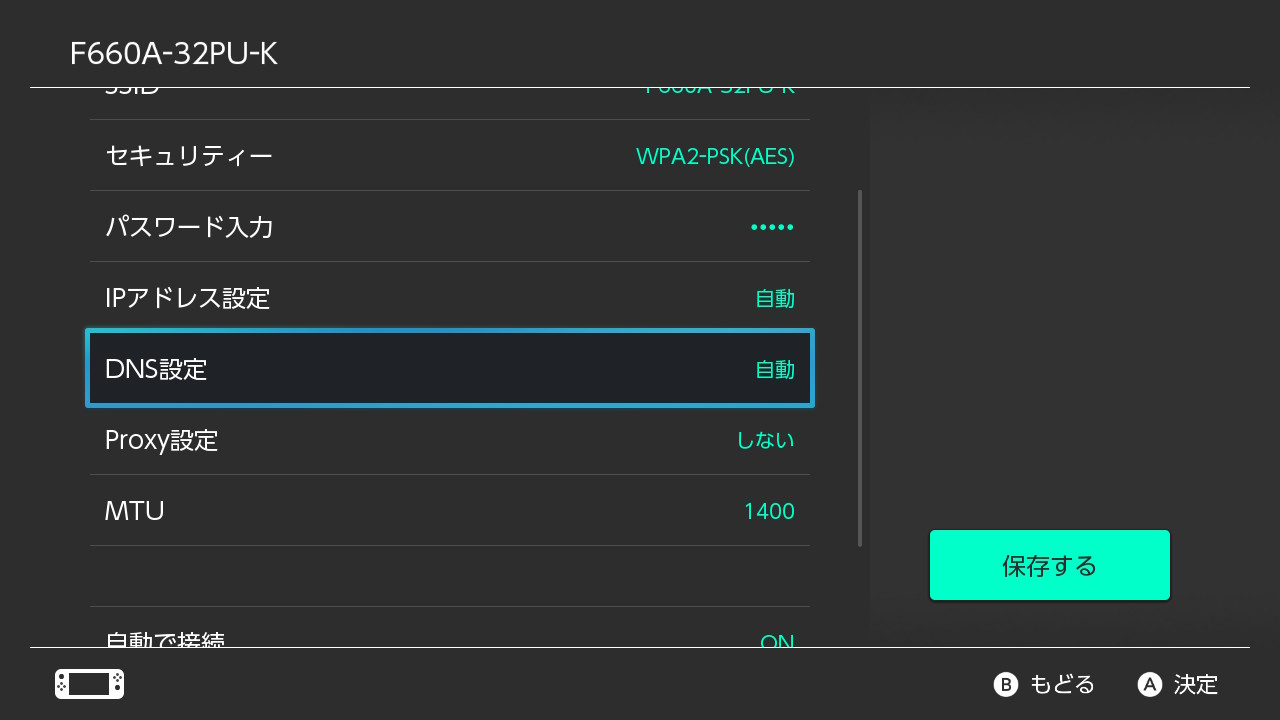 F660A-32PU-K
SSID F660A-32PU-K
セキュリティー WPA2-PSK(AES)
パスワード入力 •••••
IPアドレス設定 自動
DNS設定 自動
Proxy設定 しない
MTU 1400
保存する
自動で接続 ON
B もどる A 決定